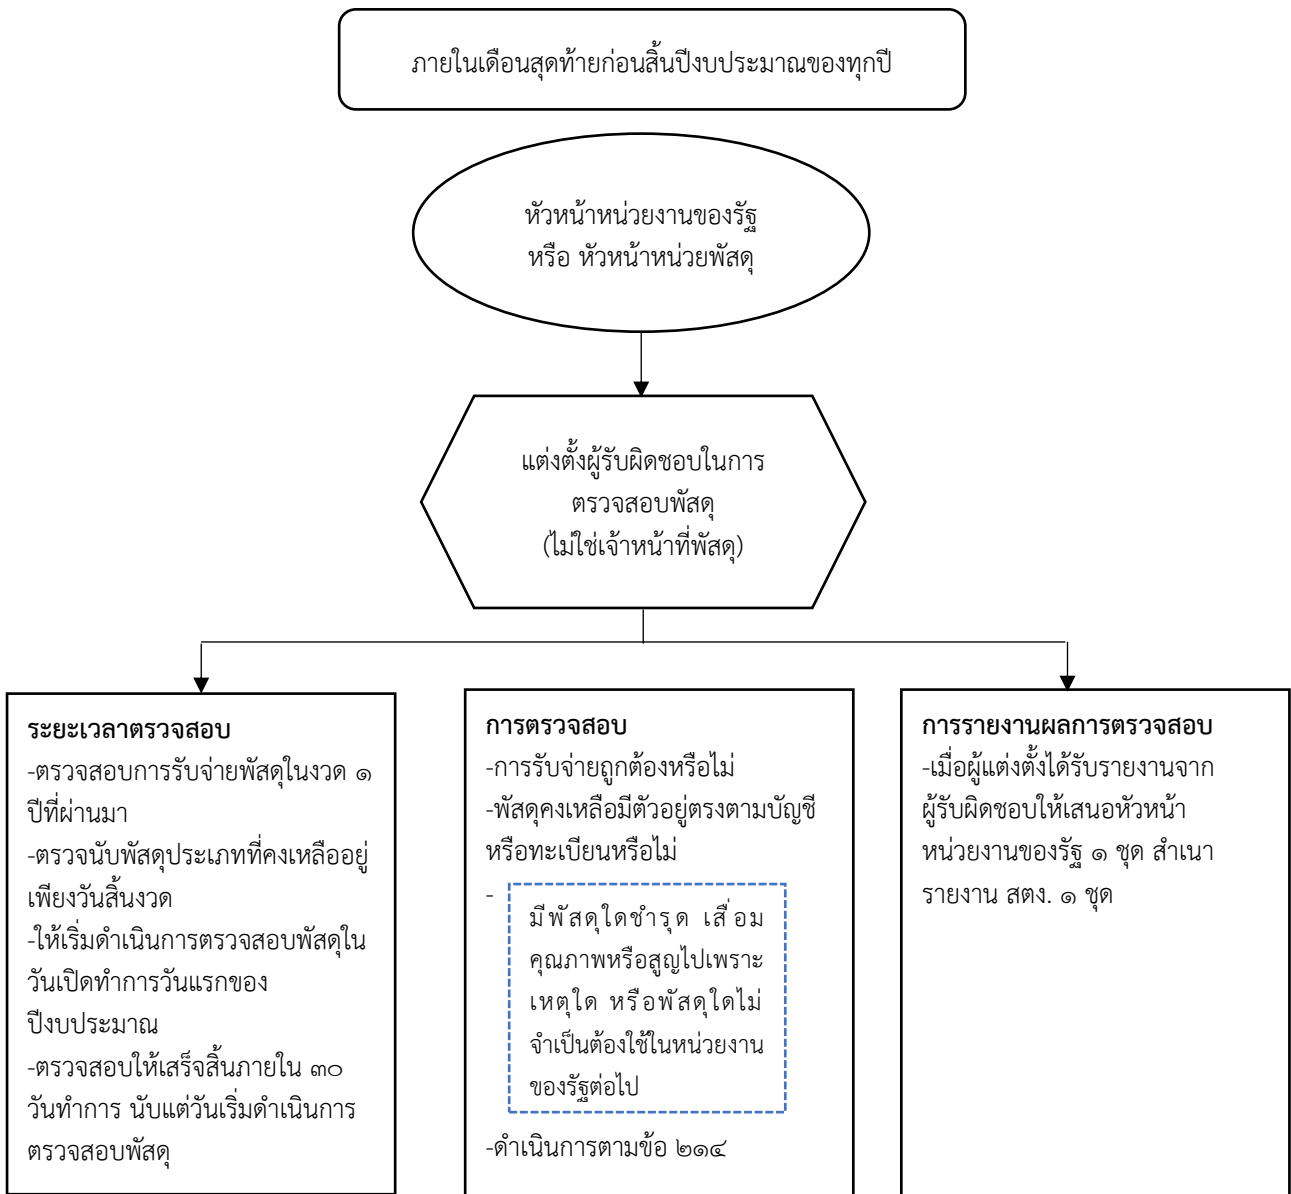 ภายในเดือนสุดท้ายก่อนสิ้นปีงบประมาณของทุกปี
หัวหน้าหน่วยงานของรัฐ
หรือ หัวหน้าหน่วยพัสดุ
แต่งตั้งผู้รับผิดชอบในการ
ตรวจสอบพัสดุ
(ไม่ใช่เจ้าหน้าที่พัสดุ)
ระยะเวลาตรวจสอบ
-ตรวจสอบการรับจ่ายพัสดุในงวด ๑
ปีที่ผ่านมา
-ตรวจนับพัสดุประเภทที่คงเหลืออยู่
เพียงวันสิ้นงวด
-ให้เริ่มดำเนินการตรวจสอบพัสดุใน
วันเปิดทำการวันแรกของ
ปีงบประมาณ
-ตรวจสอบให้เสร็จสิ้นภายใน ๓๐
วันทำการ นับแต่วันเริ่มดำเนินการ
ตรวจสอบพัสดุ
การตรวจสอบ
-การรับจ่ายถูกต้องหรือไม่
-พัสดุคงเหลือมีตัวอยู่ตรงตามบัญชี
หรือทะเบียนหรือไม่
- มีพัสดุใดชำรุด เสื่อม
คุณภาพหรือสูญไปเพราะ
เหตุใด หรือพัสดุใดไม่
จำเป็นต้องใช้ในหน่วยงาน
ของรัฐต่อไป
-ดำเนินการตามข้อ ๒๑๔
การรายงานผลการตรวจสอบ
-เมื่อผู้แต่งตั้งได้รับรายงานจาก
ผู้รับผิดชอบให้เสนอหัวหน้า
หน่วยงานของรัฐ ๑ ชุด สำเนา
รายงาน สตง. ๑ ชุด